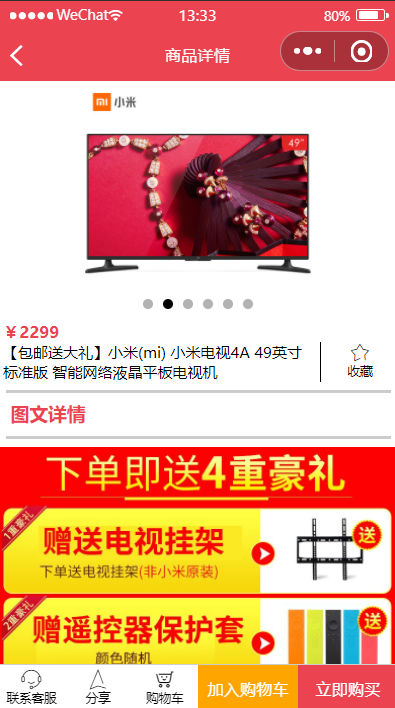 WeChat 13:33 80%
商品详情
mi 小米
49"
￥2299
【包邮送大礼】小米(mi) 小米电视4A 49英寸
标准版 智能网络液晶平板电视机
收藏
图文详情
下单即送4重豪礼
1重豪礼
赠送电视挂架
下单送电视挂架(非小米原装)
送
2重豪礼
赠遥控器保护套
颜色随机
送
联系客服 分享 购物车 加入购物车 立即购买